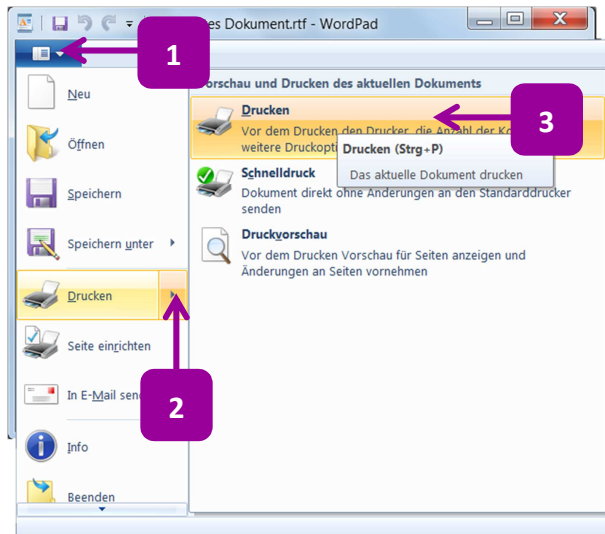 es Dokument.rtf - WordPad
1
Vorschau und Drucken des aktuellen Dokuments
Neu
Öffnen
Speichern
Speichern unter
Drucken
Seite einrichten
In E-Mail sen
Info
Beenden
Drucken
3
Vor dem Drucken den Drucker, die Anzahl der Ko
weitere Druckopti
Drucken (Strg+P)
Das aktuelle Dokument drucken
Schnelldruck
Dokument direkt ohne Änderungen an den Standarddrucker
senden
Druckvorschau
Vor dem Drucken Vorschau für Seiten anzeigen und
Änderungen an Seiten vornehmen
2